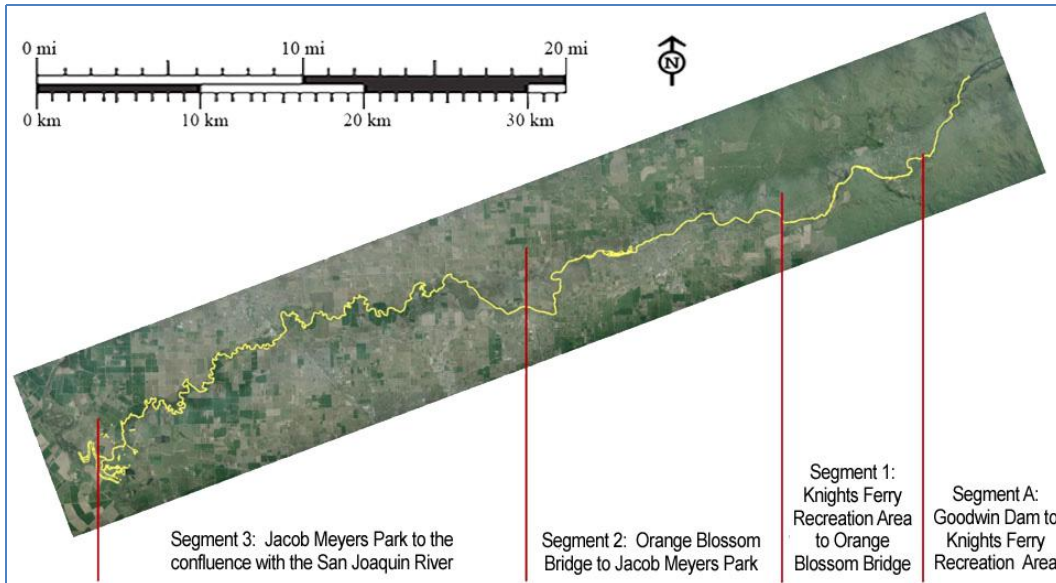 0 mi 10 mi 20 mi
0 km 10 km 20 km 30 km
N
Segment 3: Jacob Meyers Park to the
confluence with the San Joaquin River
Segment 2: Orange Blossom
Bridge to Jacob Meyers Park
Segment 1:
Knights Ferry
Recreation Area
to Orange
Blossom Bridge
Segment A:
Goodwin Dam to
Knights Ferry
Recreation Area